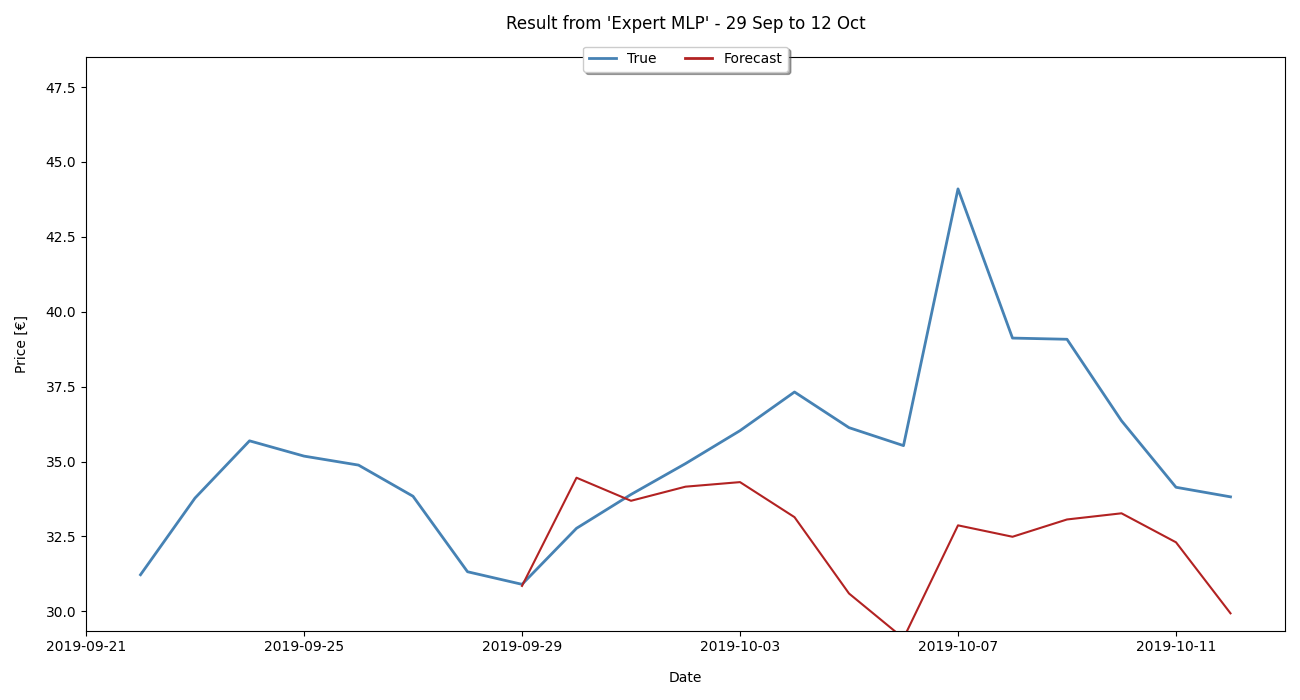 Result from 'Expert MLP' - 29 Sep to 12 Oct
True Forecast
47.5
45.0
42.5
40.0
37.5
35.0
32.5
30.0
Price [€]
2019-09-21 2019-09-25 2019-09-29 2019-10-03 2019-10-07 2019-10-11
Date